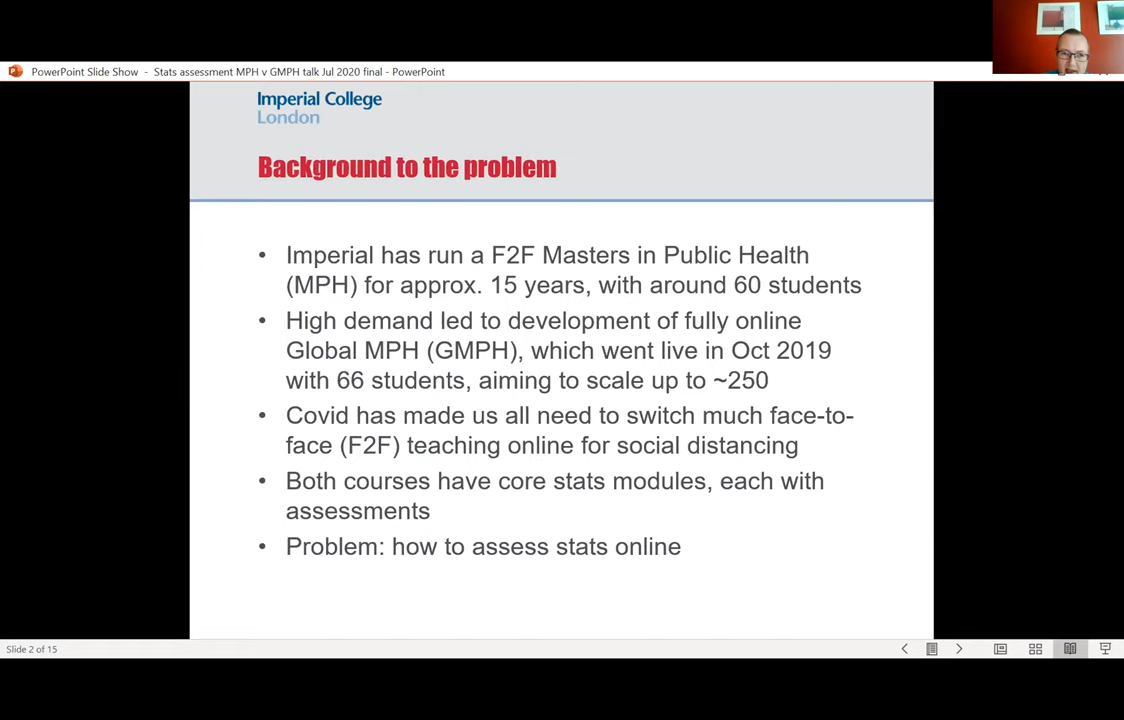 PowerPoint Slide Show - Stats assessment MPH v GMPH talk Jul 2020 final - PowerPoint
Imperial College
London
Background to the problem
• Imperial has run a F2F Masters in Public Health
(MPH) for approx. 15 years, with around 60 students
• High demand led to development of fully online
Global MPH (GMPH), which went live in Oct 2019
with 66 students, aiming to scale up to ~250
• Covid has made us all need to switch much face-to-
face (F2F) teaching online for social distancing
• Both courses have core stats modules, each with
assessments
• Problem: how to assess stats online
Slide 2 of 15